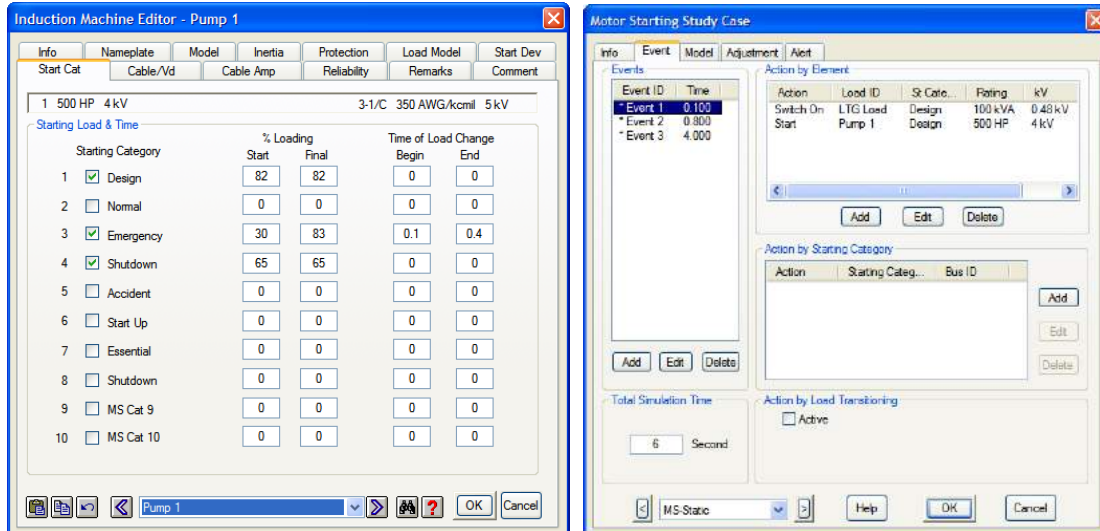 Induction Machine Editor - Pump 1
Info Nameplate Model Inertia Protection Load Model Start Dev
Start Cat Cable/Vd Cable Amp Reliability Remarks Comment
1 500 HP 4 kV 3-1/C 350 AWG/kcmil 5 kV
Starting Load & Time
% Loading Time of Load Change
Starting Category Start Final Begin End
1 Design 82 82 0 0
2 Normal 0 0 0 0
3 Emergency 30 83 0.1 0.4
4 Shutdown 65 65 0 0
5 Accident 0 0 0 0
6 Start Up 0 0 0 0
7 Essential 0 0 0 0
8 Shutdown 0 0 0 0
9 MS Cat 9 0 0 0 0
10 MS Cat 10 0 0 0 0
Pump 1 ? OK Cancel
Motor Starting Study Case
Info Event Model Adjustment Alert
Events
Event ID Time
* Event 1 0.100
* Event 2 0.800
* Event 3 4.000
Add Edit Delete
Action by Element
Action Load ID St Cate... Rating kV
Switch On LTG Load Design 100 kVA 0.48 kV
Start Pump 1 Design 500 HP 4 kV
Add Edit Delete
Action by Starting Category
Action Starting Categ... Bus ID
Add
Edit
Delete
Total Simulation Time
6 Second
Action by Load Transitioning
Active
< MS-Static > Help OK Cancel